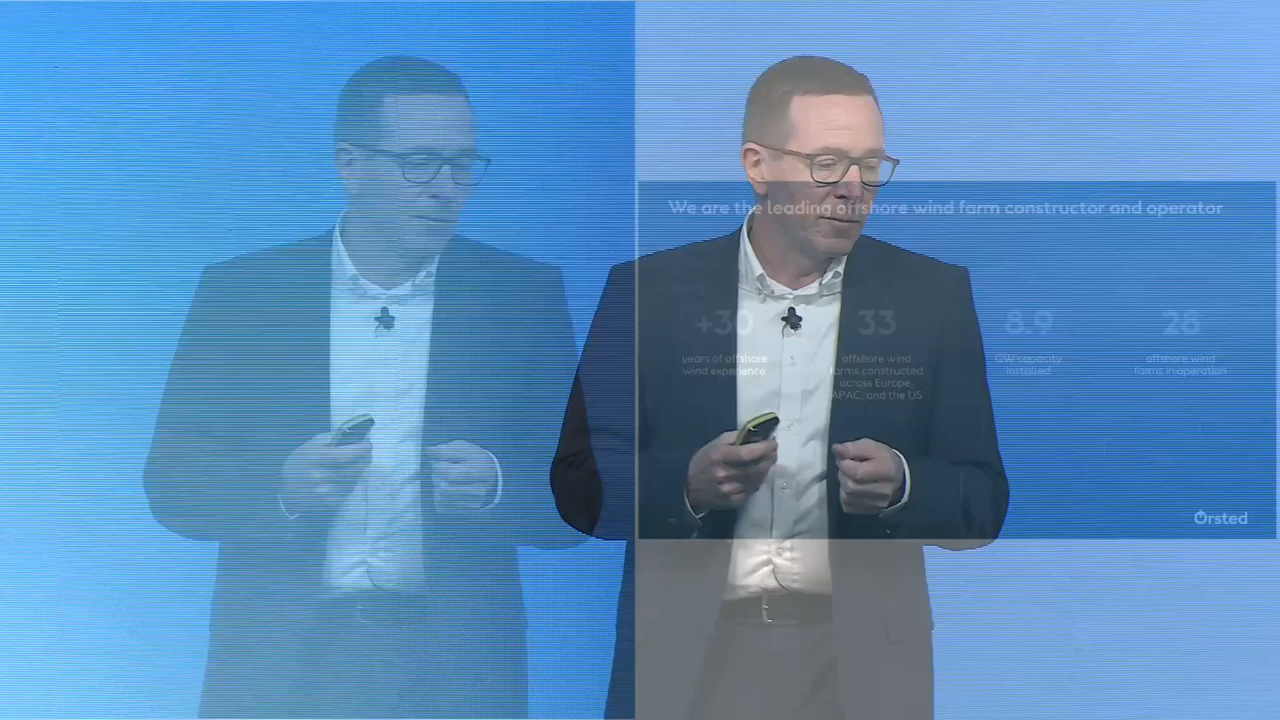 We are the leading offshore wind farm constructor and operator
+30
years of offshore
wind experience
33
offshore wind
farms constructed
across Europe,
APAC, and the US
8.9
GW capacity
installed
28
offshore wind
farms in operation
Ørsted